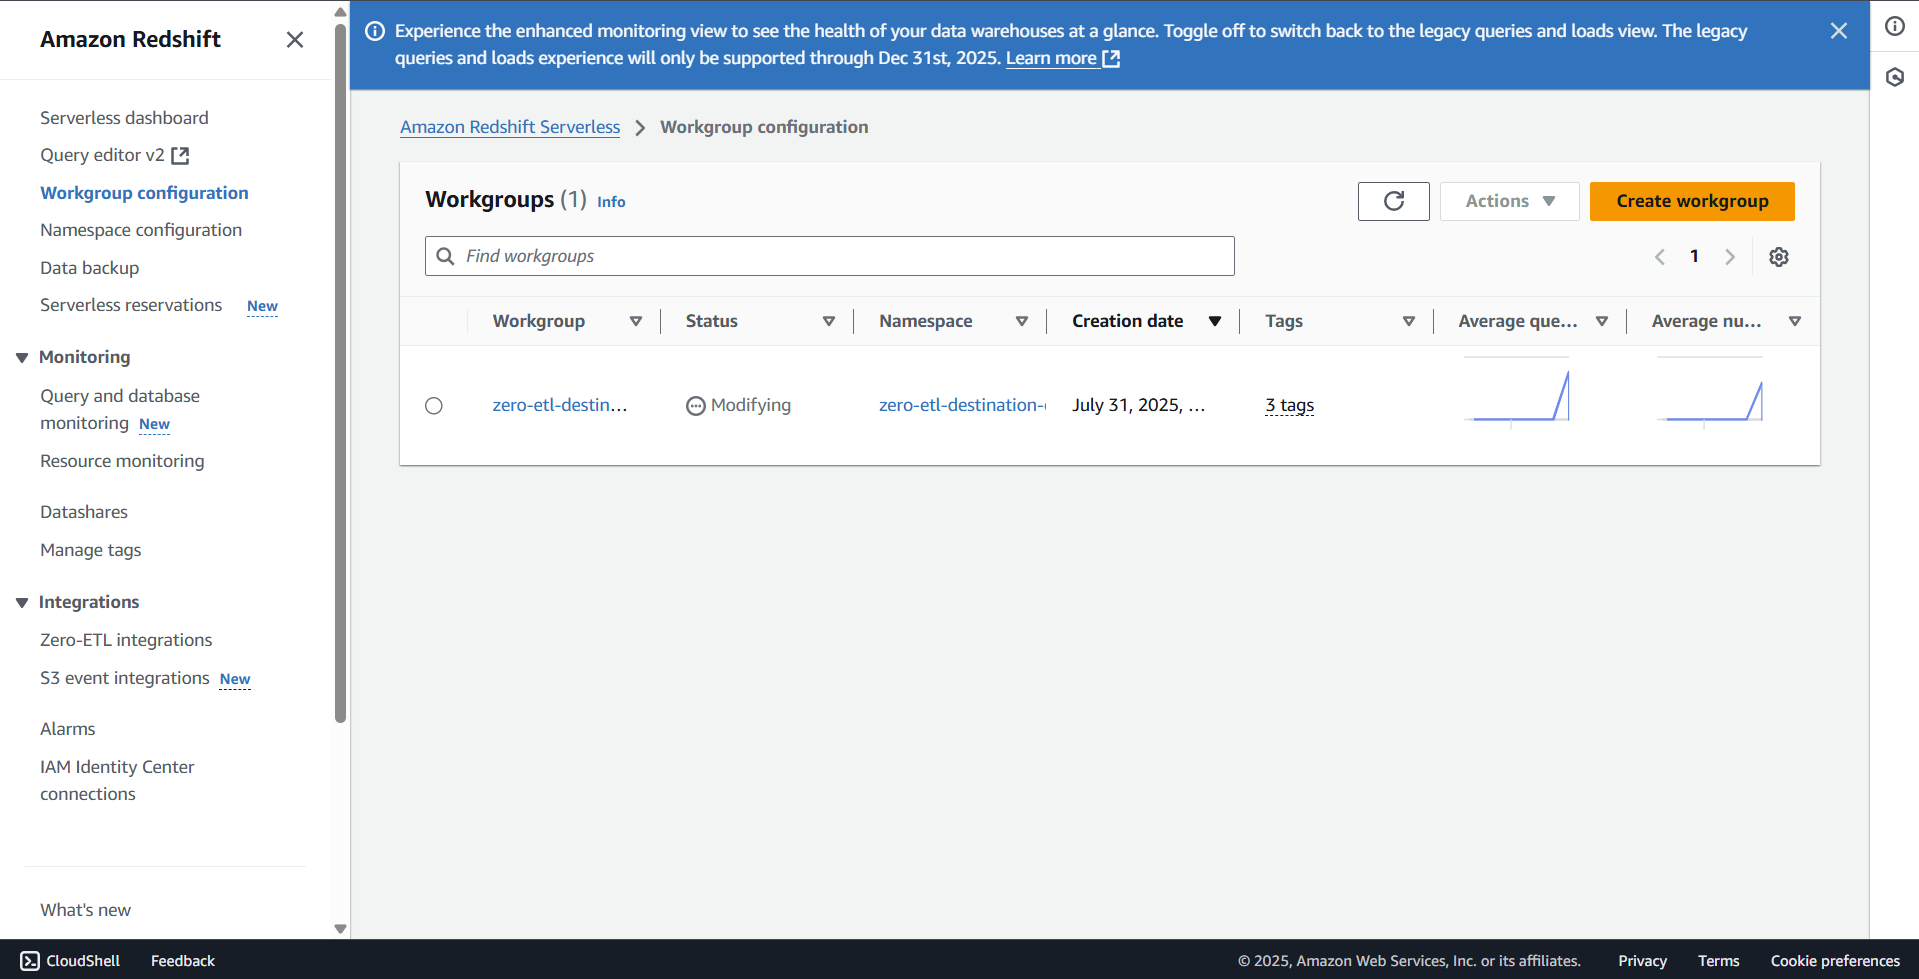 Amazon Redshift
Serverless dashboard
Query editor v2
Workgroup configuration
Namespace configuration
Data backup
Serverless reservations New
Monitoring
Query and database
monitoring New
Resource monitoring
Datashares
Manage tags
Integrations
Zero-ETL integrations
S3 event integrations New
Alarms
IAM Identity Center
connections
What's new
Experience the enhanced monitoring view to see the health of your data warehouses at a glance. Toggle off to switch back to the legacy queries and loads view. The legacy
queries and loads experience will only be supported through Dec 31st, 2025. Learn more
Amazon Redshift Serverless Workgroup configuration
Workgroups (1) Info
Actions
Create workgroup
Find workgroups
1
Workgroup Status Namespace Creation date Tags Average que... Average nu...
zero-etl-destin... Modifying zero-etl-destination- July 31, 2025, ... 3 tags
CloudShell Feedback © 2025, Amazon Web Services, Inc. or its affiliates. Privacy Terms Cookie preferences